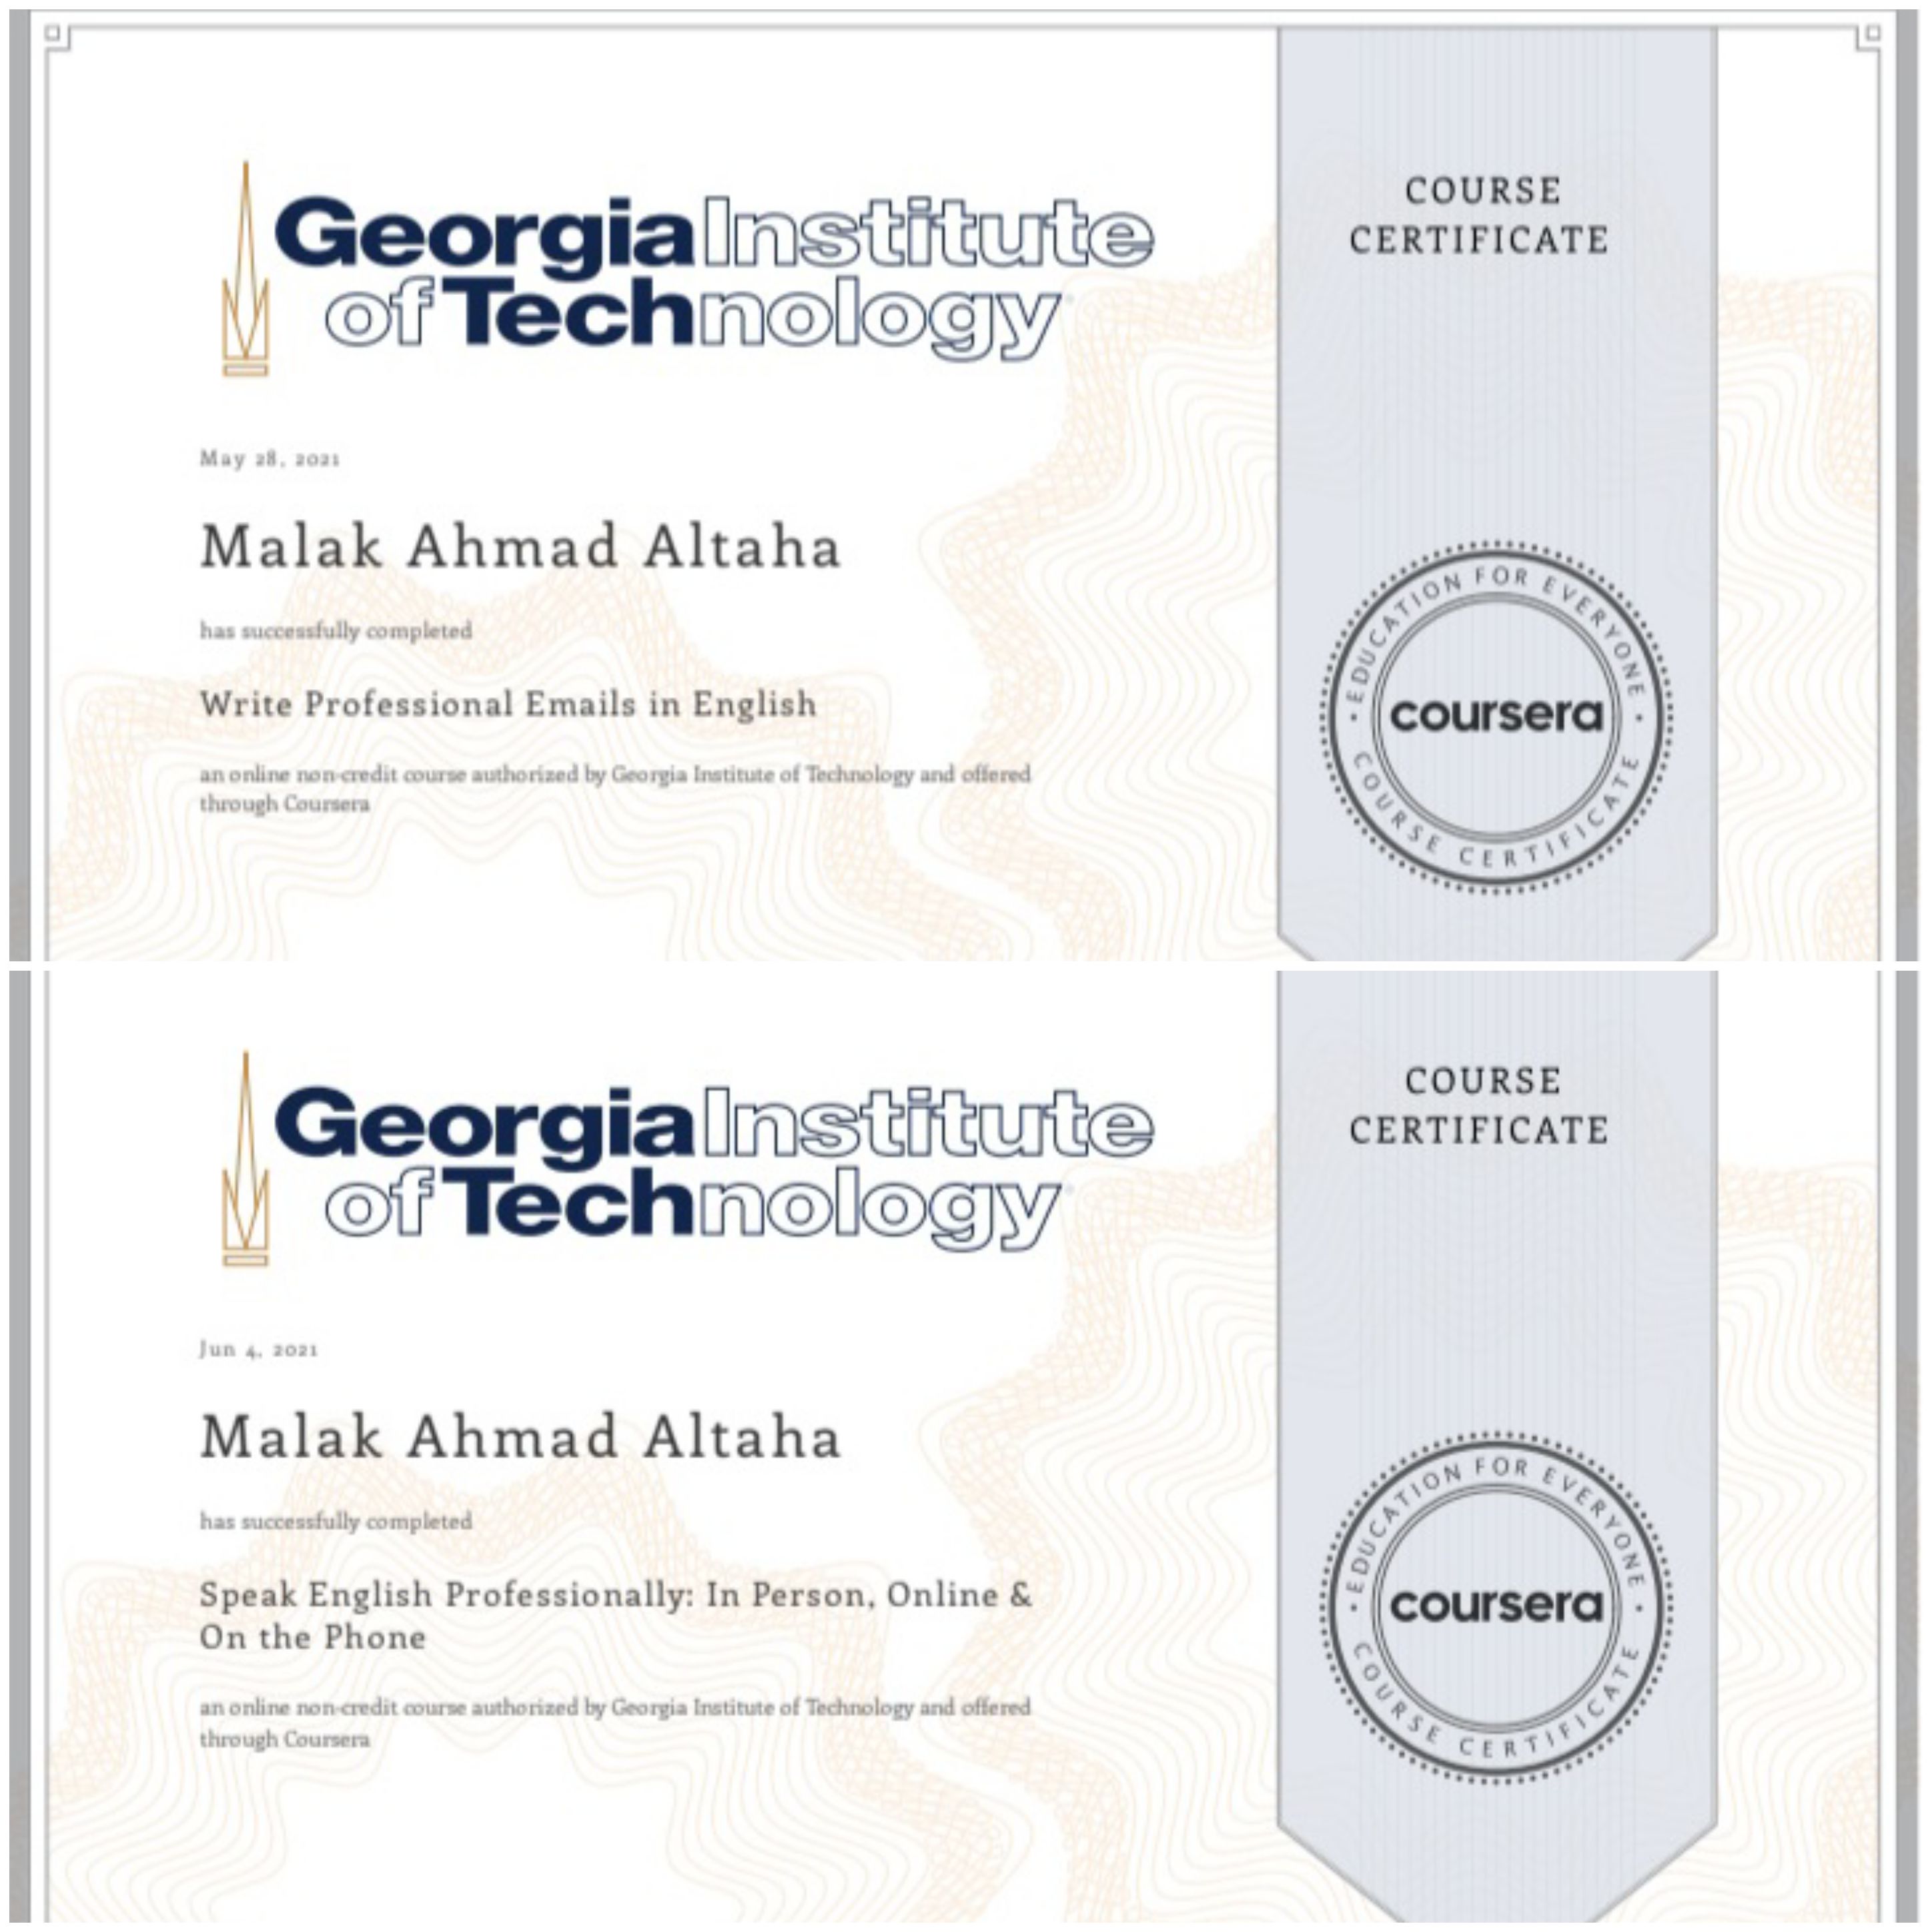 Georgia Institute
of Technology
COURSE
CERTIFICATE
May 28, 2021
Malak Ahmad Altaha
has successfully completed
Write Professional Emails in English
an online non-credit course authorized by Georgia Institute of Technology and offered
through Coursera
EDUCATION FOR EVERYONE
coursera
COURSE CERTIFICATE
Georgia Institute
of Technology
COURSE
CERTIFICATE
Jun 4, 2021
Malak Ahmad Altaha
has successfully completed
Speak English Professionally: In Person, Online &
On the Phone
an online non-credit course authorized by Georgia Institute of Technology and offered
through Coursera
EDUCATION FOR EVERYONE
coursera
COURSE CERTIFICATE